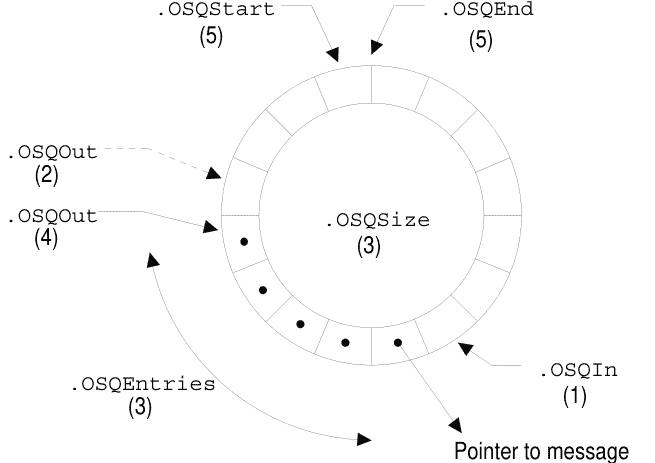 .OSQStart
(5)
.OSQEnd
(5)
.OSQOut
(2)
.OSQOut
(4)
.OSQSize
(3)
.OSQEntries
(3)
.OSQIn
(1)
Pointer to message